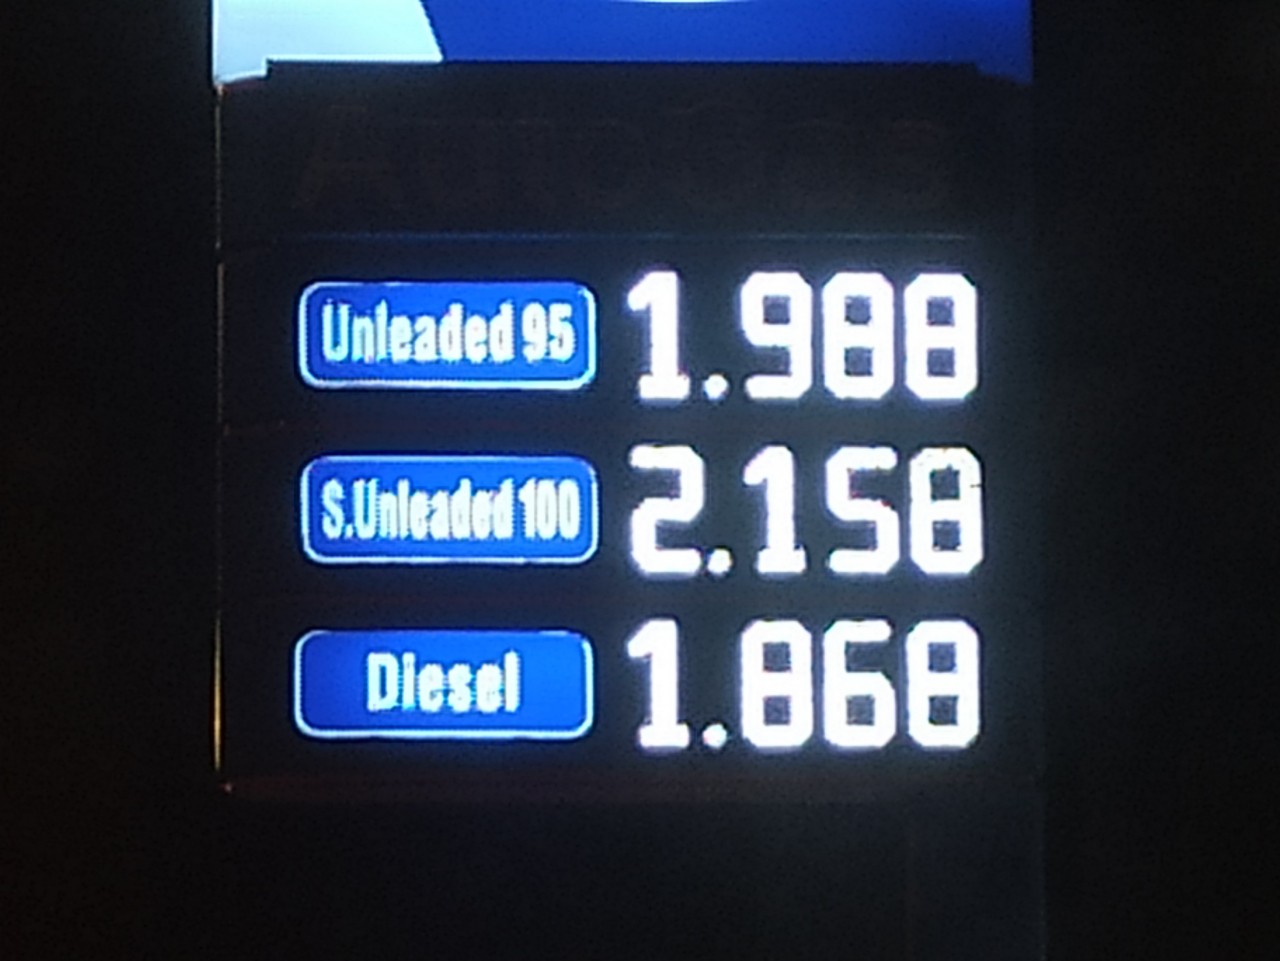 Unleaded 95 1.988
S.Unleaded 100 2.158
Diesel 1.868